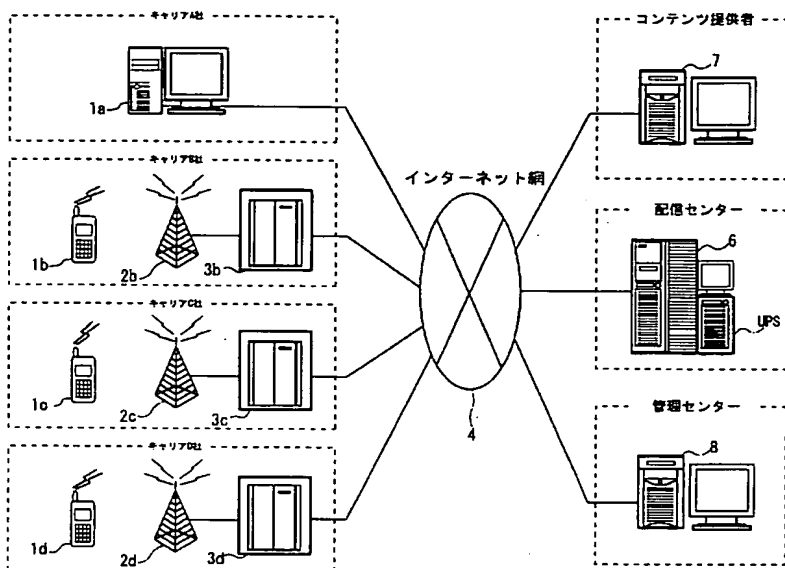 キャリアA社
1a
キャリアB社
1b
2b
3b
キャリアC社
1c
2c
3c
キャリアD社
1d
2d
3d
インターネット網
4
コンテンツ提供者
7
配信センター
6
UPS
管理センター
8